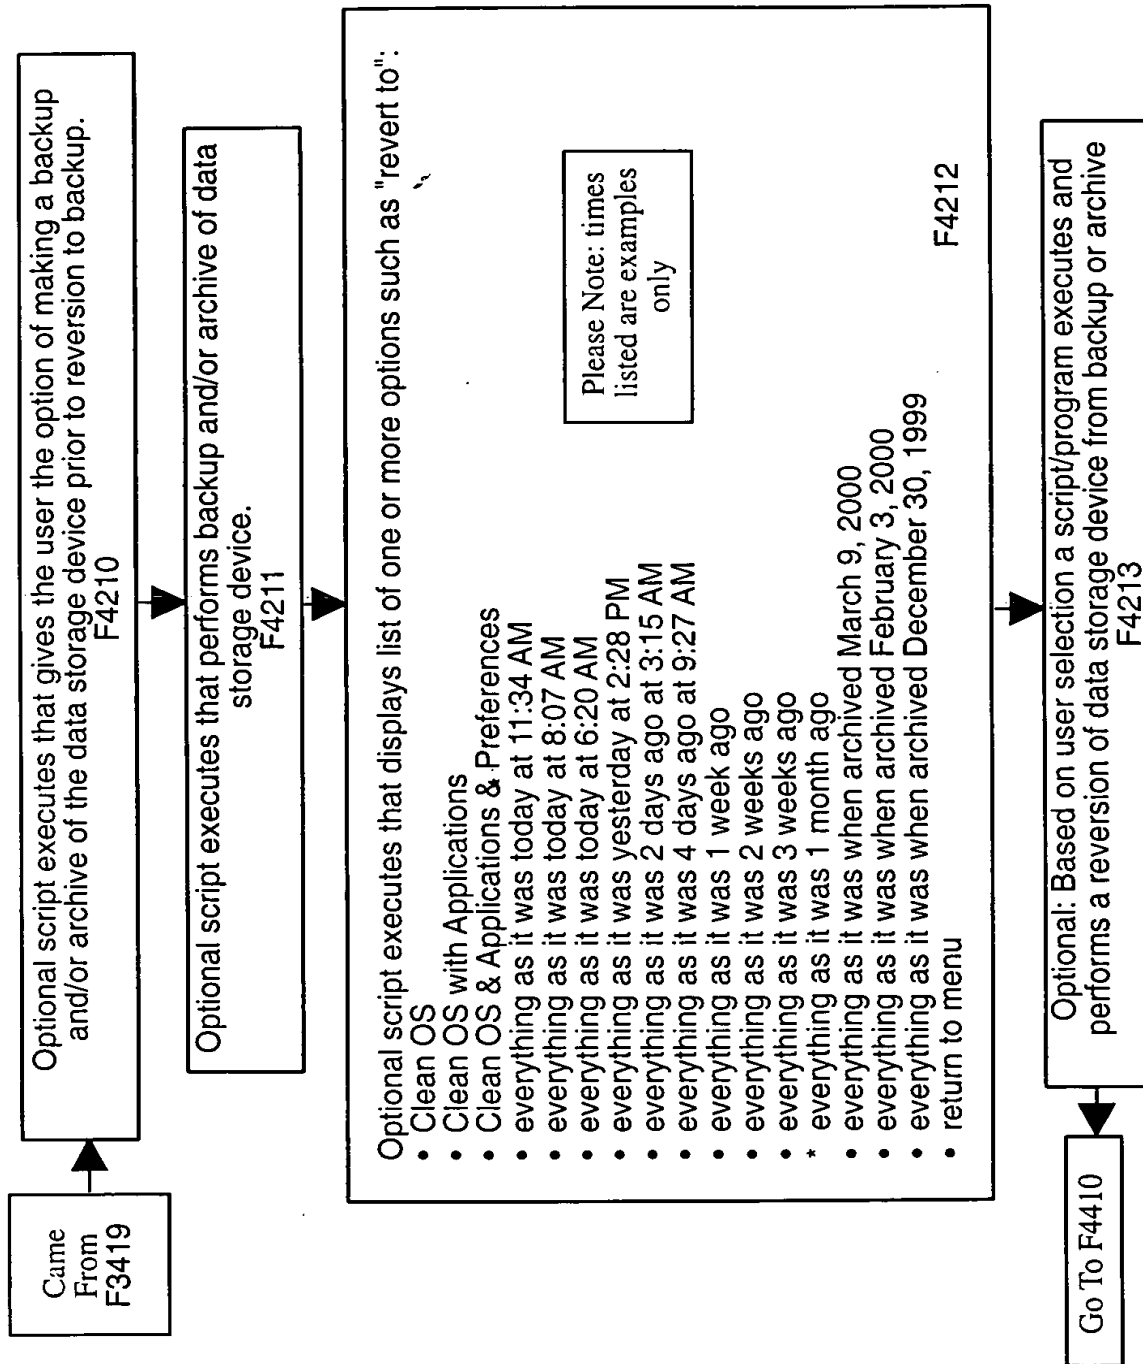 Came
From
F3419
Optional script executes that gives the user the option of making a backup
and/or archive of the data storage device prior to reversion to backup.
F4210
Optional script executes that performs backup and/or archive of data
storage device.
F4211
Optional script executes that displays list of one or more options such as "revert to":
• Clean OS
• Clean OS with Applications
• Clean OS & Applications & Preferences
• everything as it was today at 11:34 AM
• everything as it was today at 8:07 AM
• everything as it was today at 6:20 AM
• everything as it was yesterday at 2:28 PM
• everything as it was 2 days ago at 3:15 AM
• everything as it was 4 days ago at 9:27 AM
• everything as it was 1 week ago
• everything as it was 2 weeks ago
• everything as it was 3 weeks ago
* everything as it was 1 month ago
• everything as it was when archived March 9, 2000
• everything as it was when archived February 3, 2000
• everything as it was when archived December 30, 1999
• return to menu
Please Note: times
listed are examples
only
F4212
Optional: Based on user selection a script/program executes and
performs a reversion of data storage device from backup or archive
F4213
Go To F4410